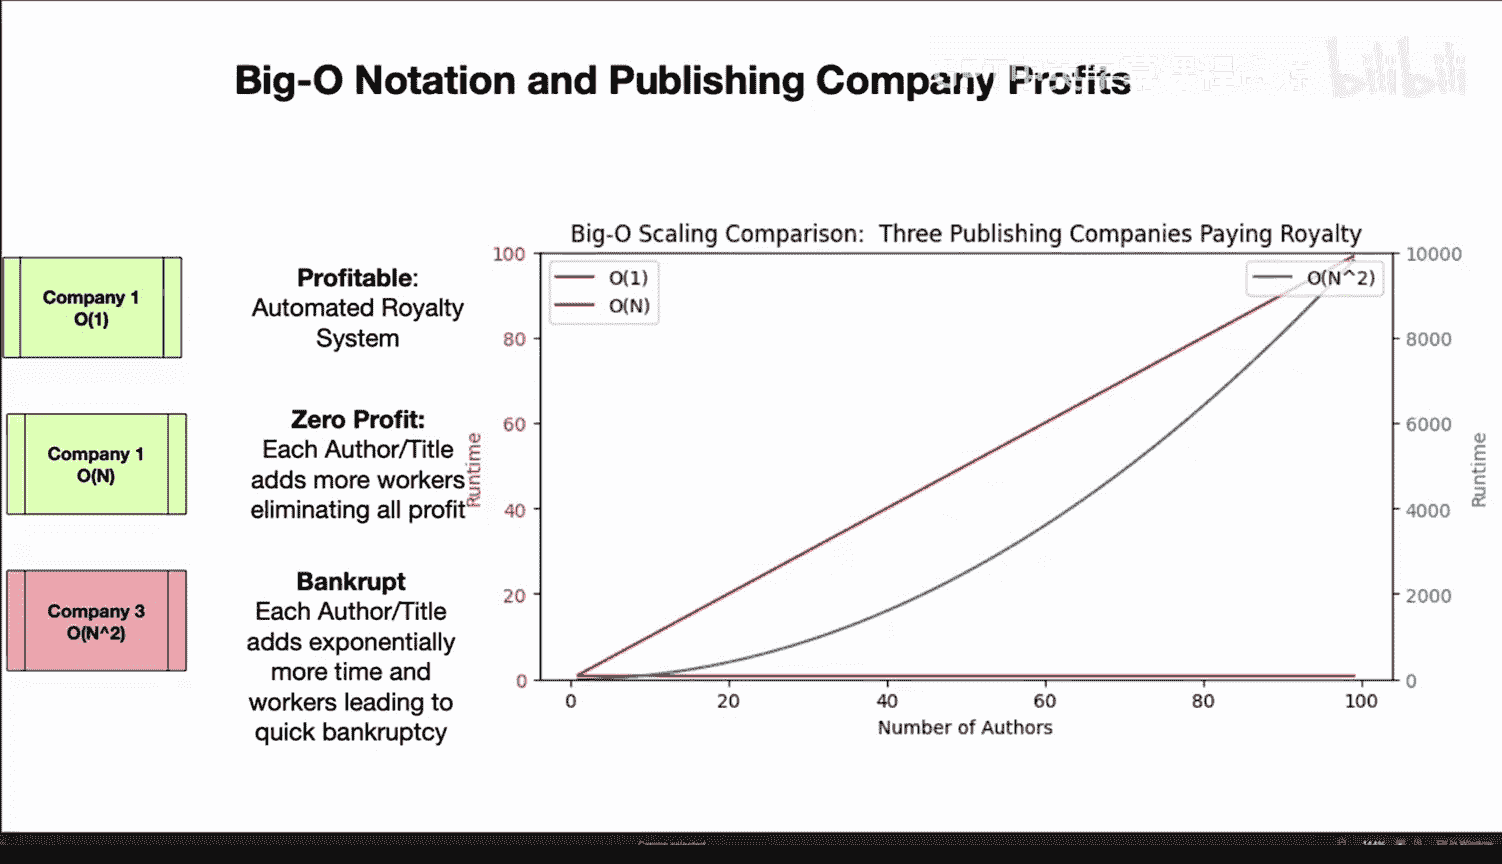 Big-O Notation and Publishing Company Profits
bilibili
Company 1
O(1)
Profitable:
Automated Royalty
System
Company 1
O(N)
Zero Profit:
Each Author/Title
adds more workers
eliminating all profit
Company 3
O(N^2)
Bankrupt
Each Author/Title
adds exponentially
more time and
workers leading to
quick bankruptcy
Big-O Scaling Comparison:  Three Publishing Companies Paying Royalty
O(1)
O(N)
O(N^2)
100
80
60
40
20
0
Runtime
10000
8000
6000
4000
2000
0
Runtime
0 20 40 60 80 100
Number of Authors